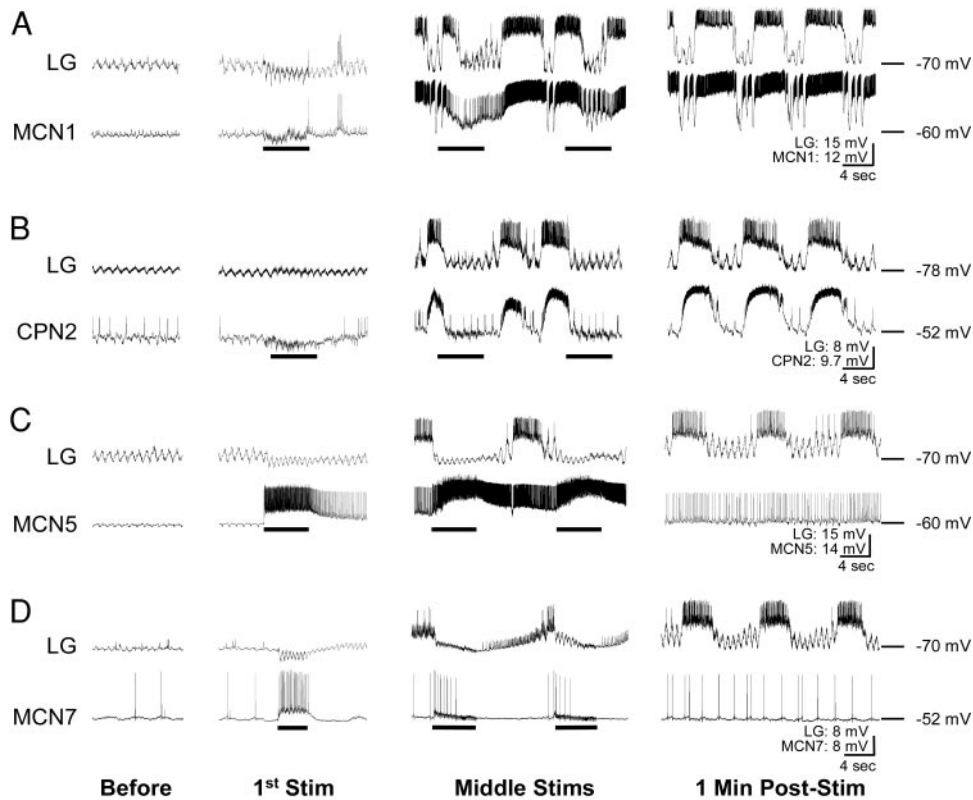 A
LG
-70 mV
MCN1
-60 mV
LG: 15 mV
MCN1: 12 mV
4 sec
B
LG
-78 mV
CPN2
-52 mV
LG: 8 mV
CPN2: 9.7 mV
4 sec
C
LG
-70 mV
MCN5
-60 mV
LG: 15 mV
MCN5: 14 mV
4 sec
D
LG
-70 mV
MCN7
-52 mV
LG: 8 mV
MCN7: 8 mV
4 sec
Before 1st Stim Middle Stims 1 Min Post-Stim